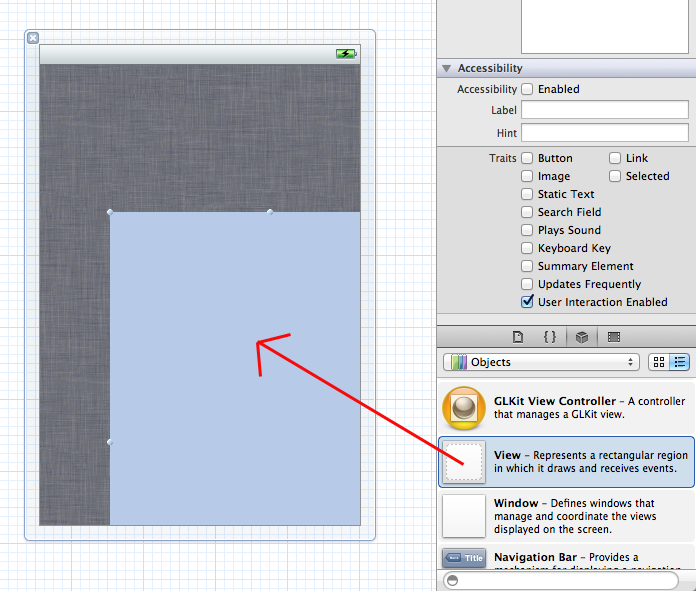 Accessibility
Accessibility Enabled
Label
Hint
Traits Button Link
Image Selected
Static Text
Search Field
Plays Sound
Keyboard Key
Summary Element
Updates Frequently
User Interaction Enabled
{ }
Objects
GLKit View Controller – A controller
that manages a GLKit view.
View – Represents a rectangular region
in which it draws and receives events.
Window – Defines windows that
manage and coordinate the views
displayed on the screen.
Title
Navigation Bar – Provides a
mechanism for displaying a navigation